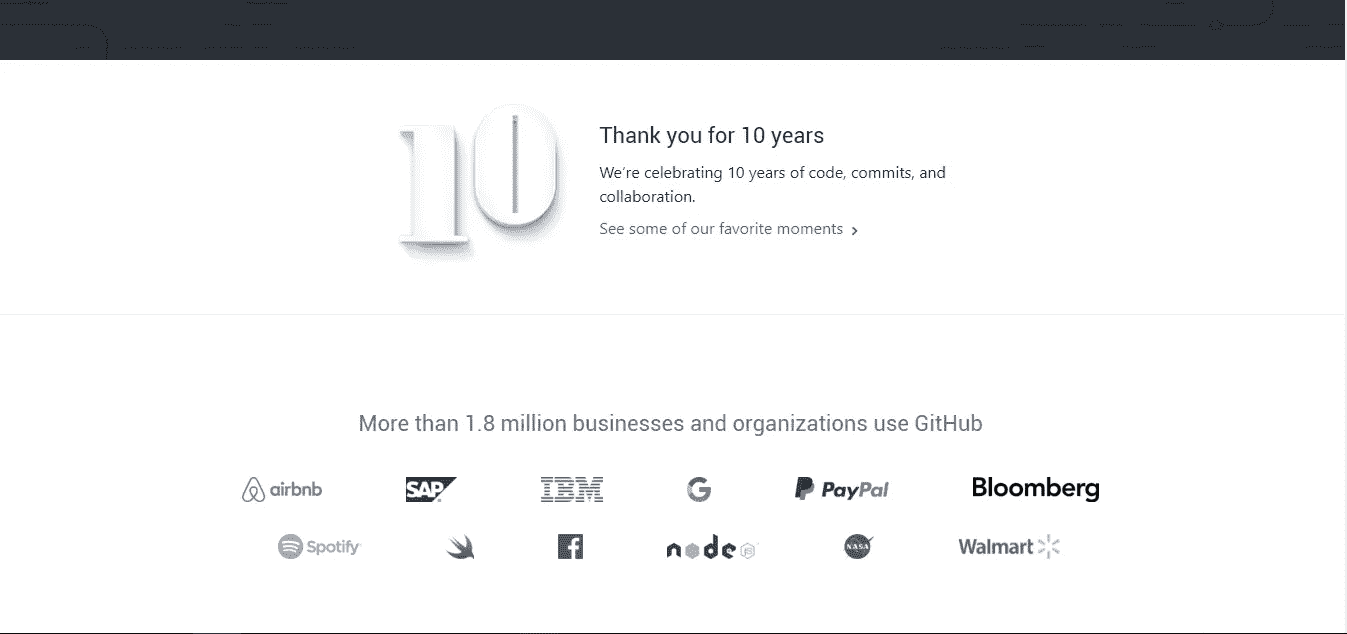 10
Thank you for 10 years
We're celebrating 10 years of code, commits, and
collaboration.
See some of our favorite moments
More than 1.8 million businesses and organizations use GitHub
airbnb SAP IBM G PayPal Bloomberg
Spotify f node JS NASA Walmart